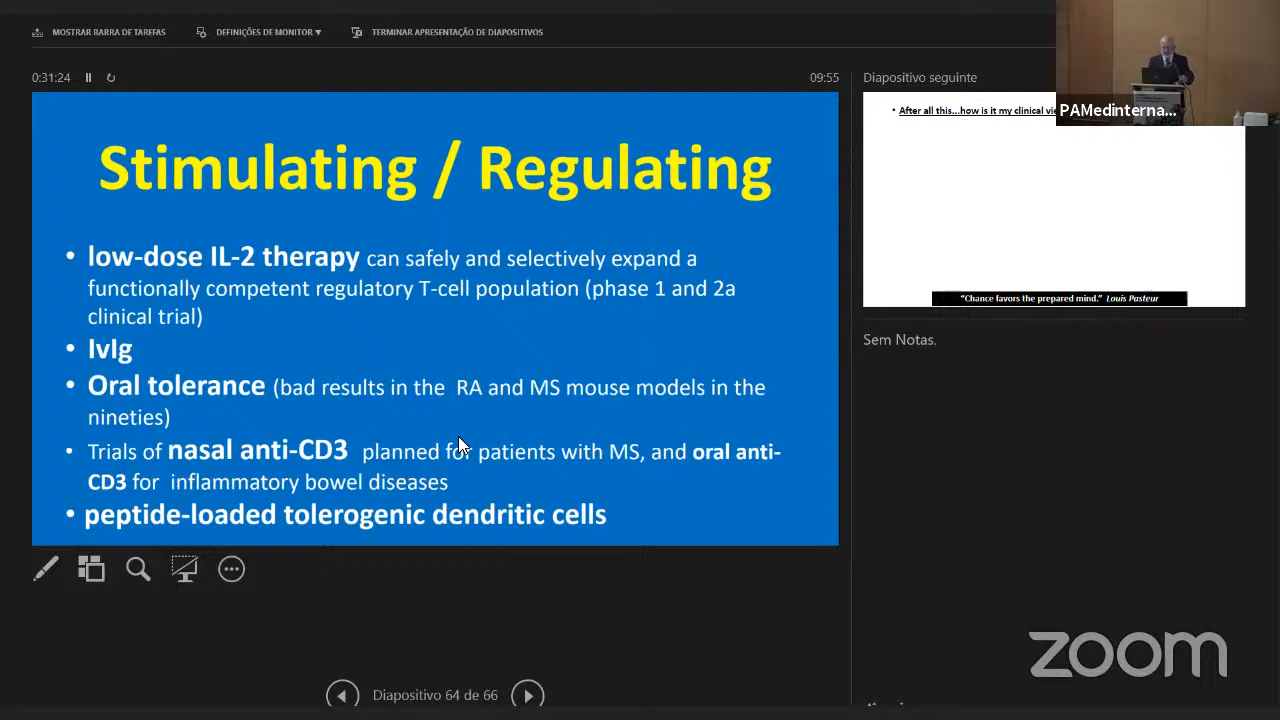 MOSTRAR BARRA DE TAREFAS DEFINIÇÕES DE MONITOR ▾ TERMINAR APRESENTAÇÃO DE DIAPOSITIVOS
0:31:24 09:55
Stimulating / Regulating
• low-dose IL-2 therapy can safely and selectively expand a
functionally competent regulatory T-cell population (phase 1 and 2a
clinical trial)
• IvIg
• Oral tolerance (bad results in the RA and MS mouse models in the
nineties)
• Trials of nasal anti-CD3 planned for patients with MS, and oral anti-
CD3 for inflammatory bowel diseases
• peptide-loaded tolerogenic dendritic cells
Diapositivo 64 de 66
Diapositivo seguinte
PAMedinterna...
• After all this...how is it my clinical
“Chance favors the prepared mind.” Louis Pasteur
Sem Notas.
zoom